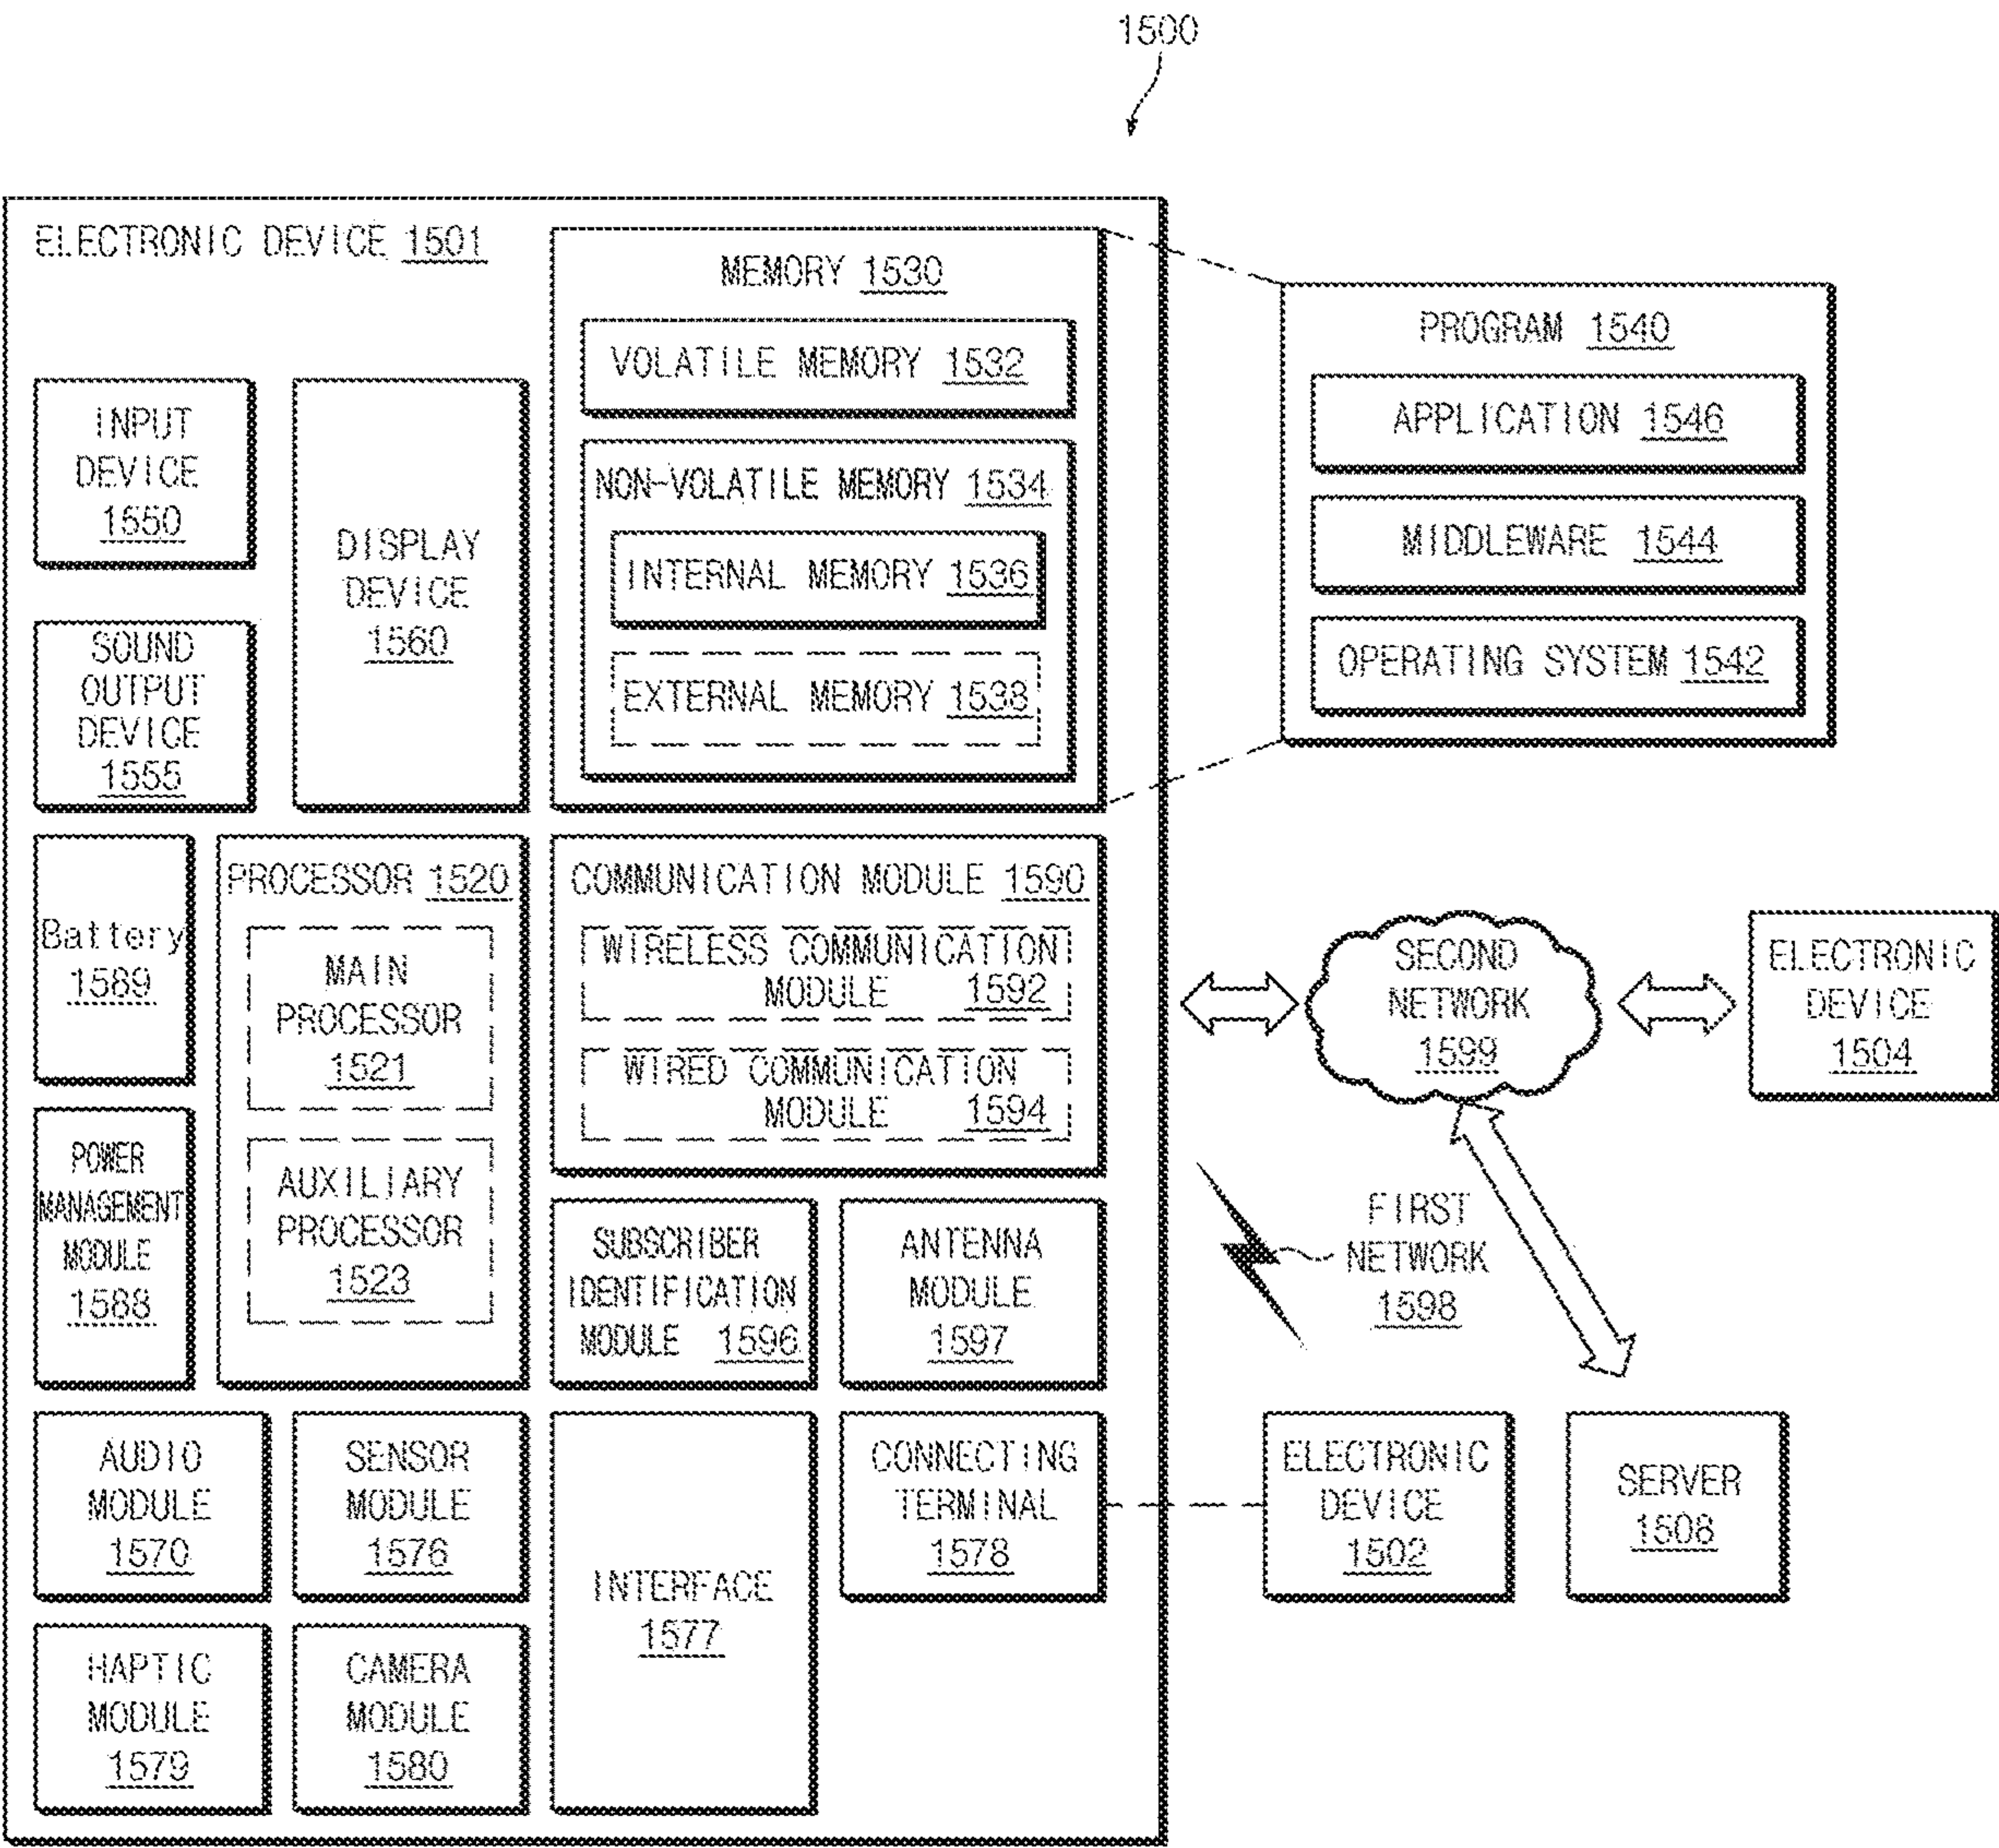 1500
ELECTRONIC DEVICE 1501
MEMORY 1530
VOLATILE MEMORY 1532
NON-VOLATILE MEMORY 1534
INTERNAL MEMORY 1536
EXTERNAL MEMORY 1538
PROGRAM 1540
APPLICATION 1546
MIDDLEWARE 1544
OPERATING SYSTEM 1542
INPUT
DEVICE
1550
DISPLAY
DEVICE
1560
SOUND
OUTPUT
DEVICE
1555
Battery
1589
PROCESSOR 1520
MAIN
PROCESSOR
1521
AUXILIARY
PROCESSOR
1523
POWER
MANAGEMENT
MODULE
1588
COMMUNICATION MODULE 1590
WIRELESS COMMUNICATION
MODULE 1592
WIRED COMMUNICATION
MODULE 1594
SUBSCRIBER
IDENTIFICATION
MODULE 1596
ANTENNA
MODULE
1597
SECOND
NETWORK
1599
ELECTRONIC
DEVICE
1504
FIRST
NETWORK
1598
AUDIO
MODULE
1570
SENSOR
MODULE
1576
INTERFACE
1577
CONNECTING
TERMINAL
1578
ELECTRONIC
DEVICE
1502
SERVER
1508
HAPTIC
MODULE
1579
CAMERA
MODULE
1580